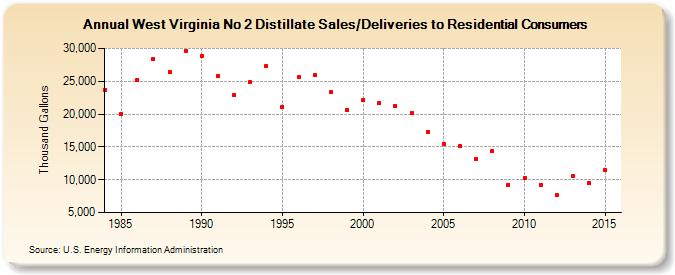 Annual West Virginia No 2 Distillate Sales/Deliveries to Residential Consumers
Thousand Gallons
30,000
25,000
20,000
15,000
10,000
5,000
1985 1990 1995 2000 2005 2010 2015
Source: U.S. Energy Information Administration